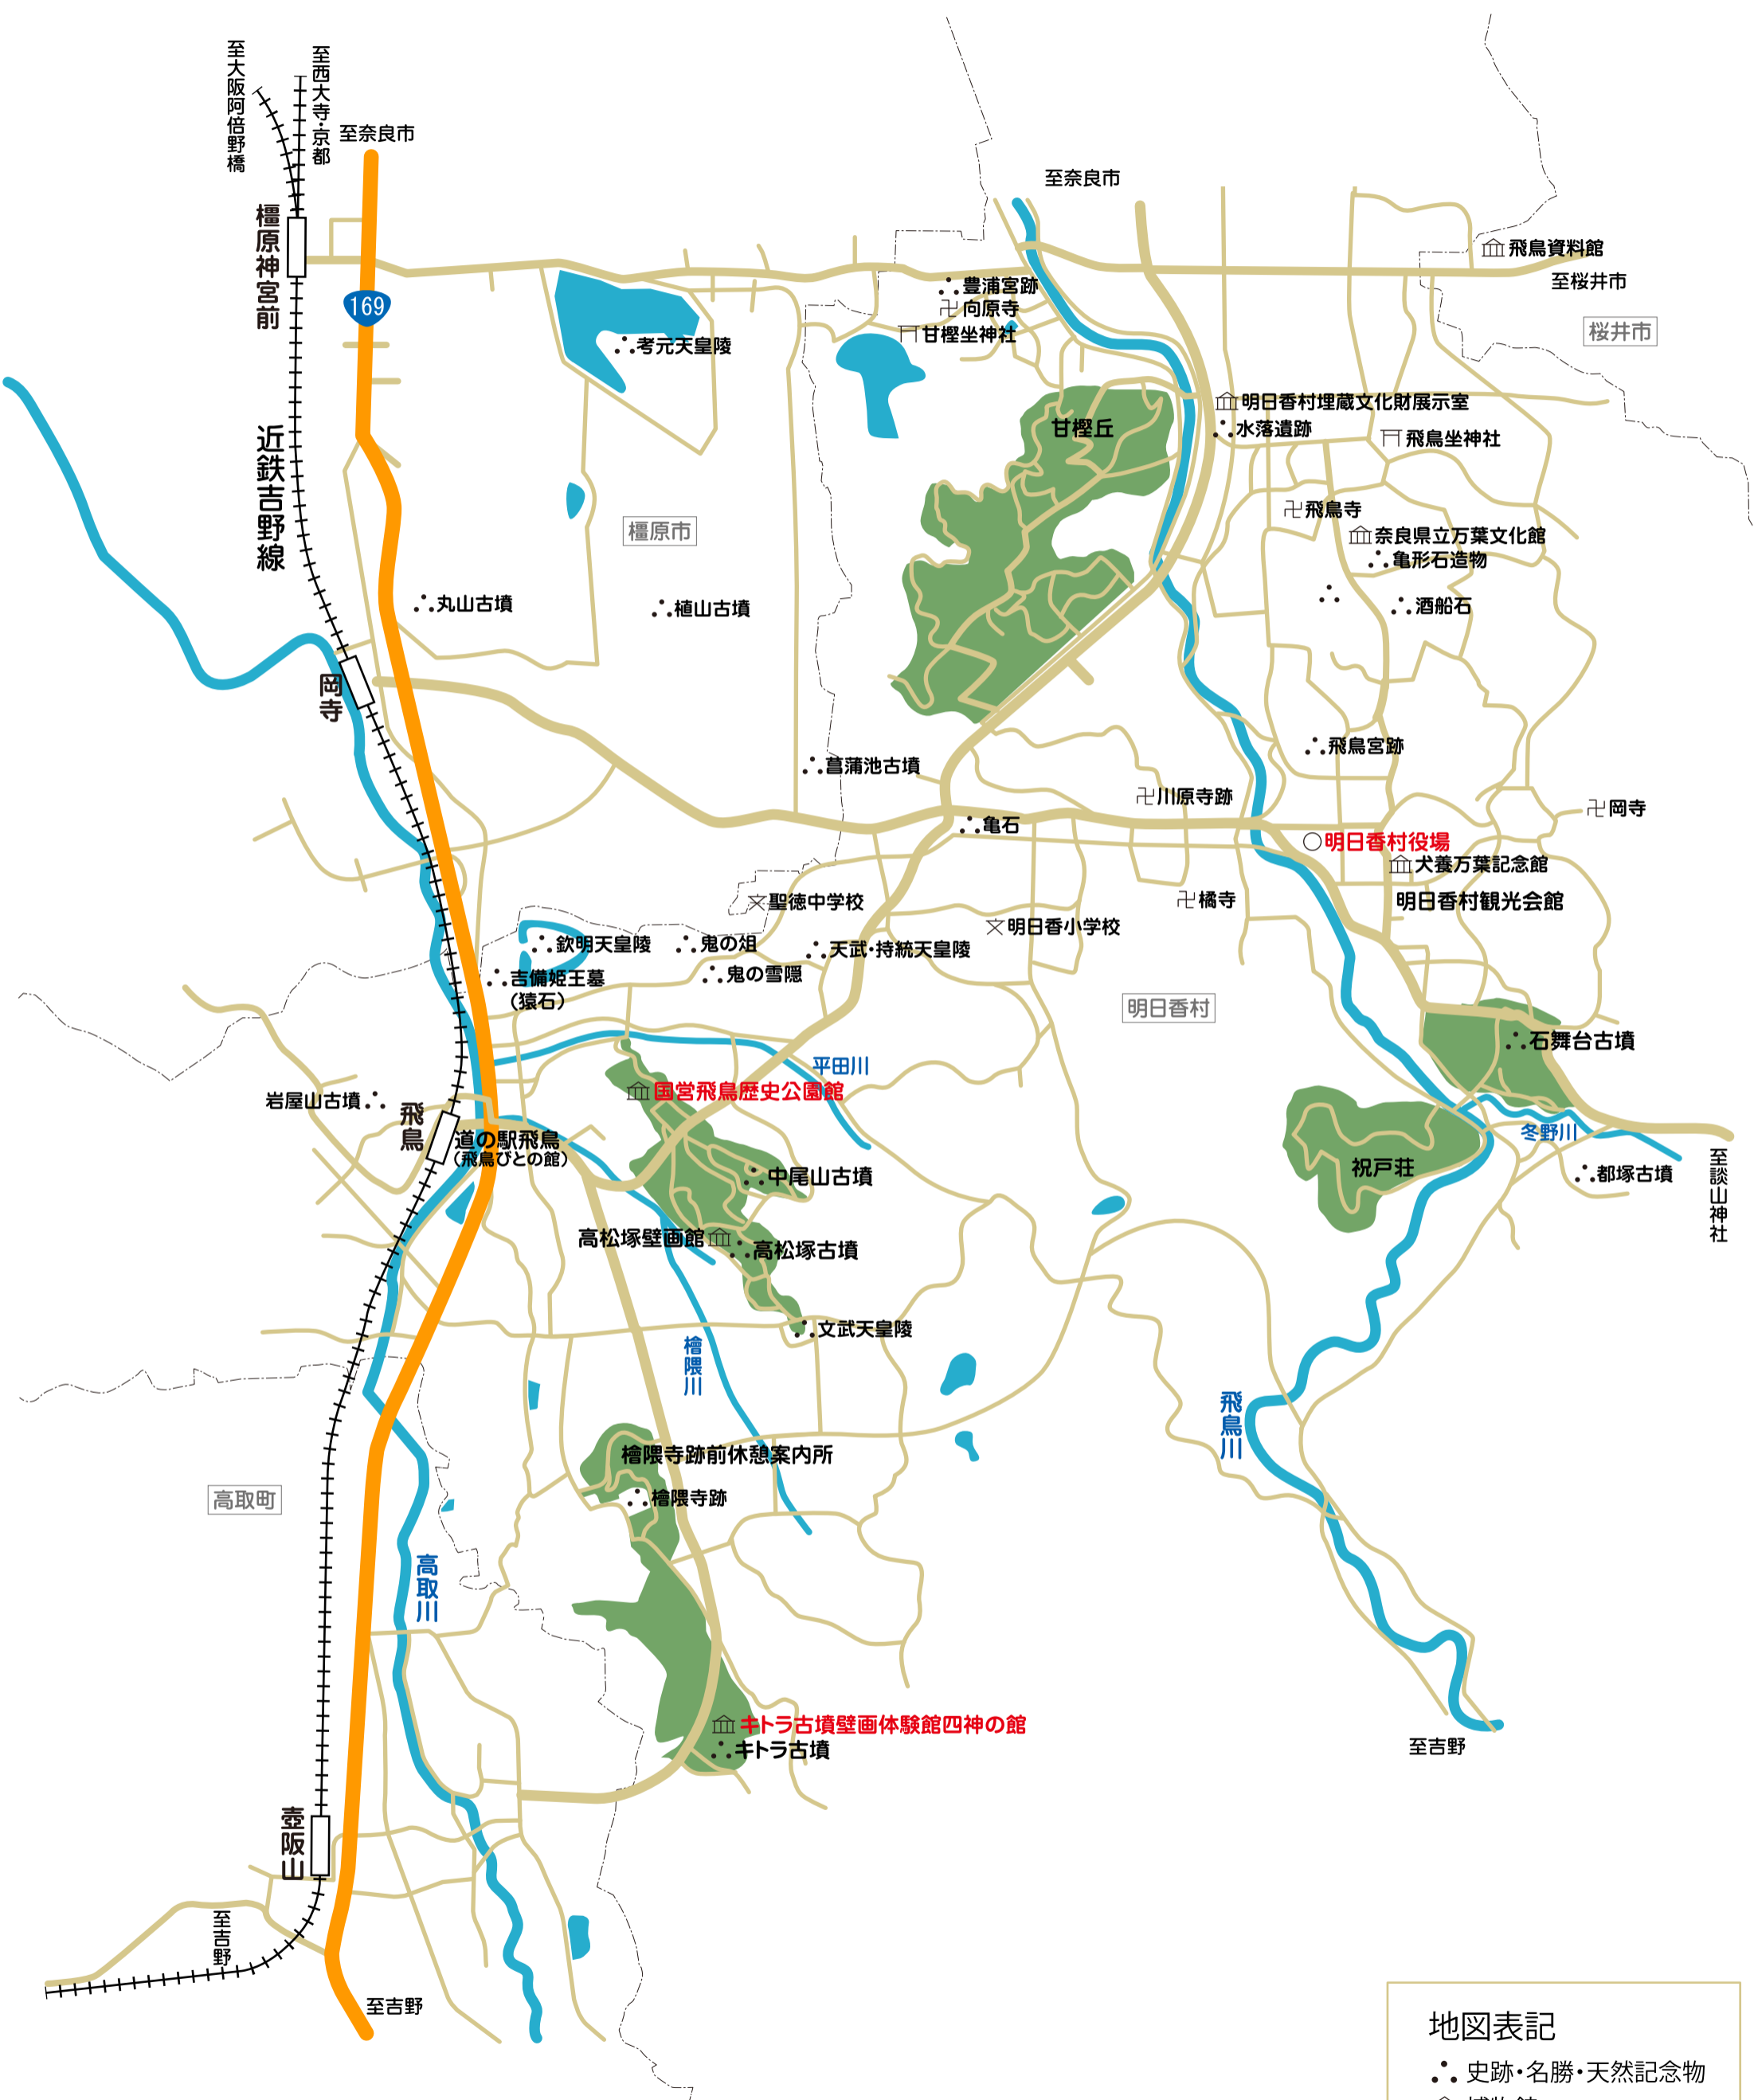 至大阪阿倍野橋
至西大寺・京都
至奈良市
至奈良市
橿原神宮前
169
飛鳥資料館
至桜井市
桜井市
豊浦宮跡
向原寺
甘樫坐神社
考元天皇陵
明日香村埋蔵文化財展示室
水落遺跡
飛鳥坐神社
甘樫丘
近鉄吉野線
橿原市
飛鳥寺
奈良県立万葉文化館
亀形石造物
酒船石
丸山古墳
植山古墳
岡寺
飛鳥宮跡
菖蒲池古墳
川原寺跡
岡寺
亀石
明日香村役場
犬養万葉記念館
明日香村観光会館
聖徳中学校
橘寺
明日香小学校
欽明天皇陵
鬼の俎
天武・持統天皇陵
吉備姫王墓
(猿石)
鬼の雪隠
明日香村
石舞台古墳
平田川
国営飛鳥歴史公園館
岩屋山古墳
飛鳥
道の駅飛鳥
(飛鳥びとの館)
冬野川
祝戸荘
都塚古墳
至談山神社
中尾山古墳
高松塚壁画館
高松塚古墳
文武天皇陵
檜隈川
飛鳥川
檜隈寺跡前休憩案内所
檜隈寺跡
高取町
高取川
キトラ古墳壁画体験館四神の館
キトラ古墳
至吉野
壺阪山
至吉野
至吉野
地図表記
史跡・名勝・天然記念物